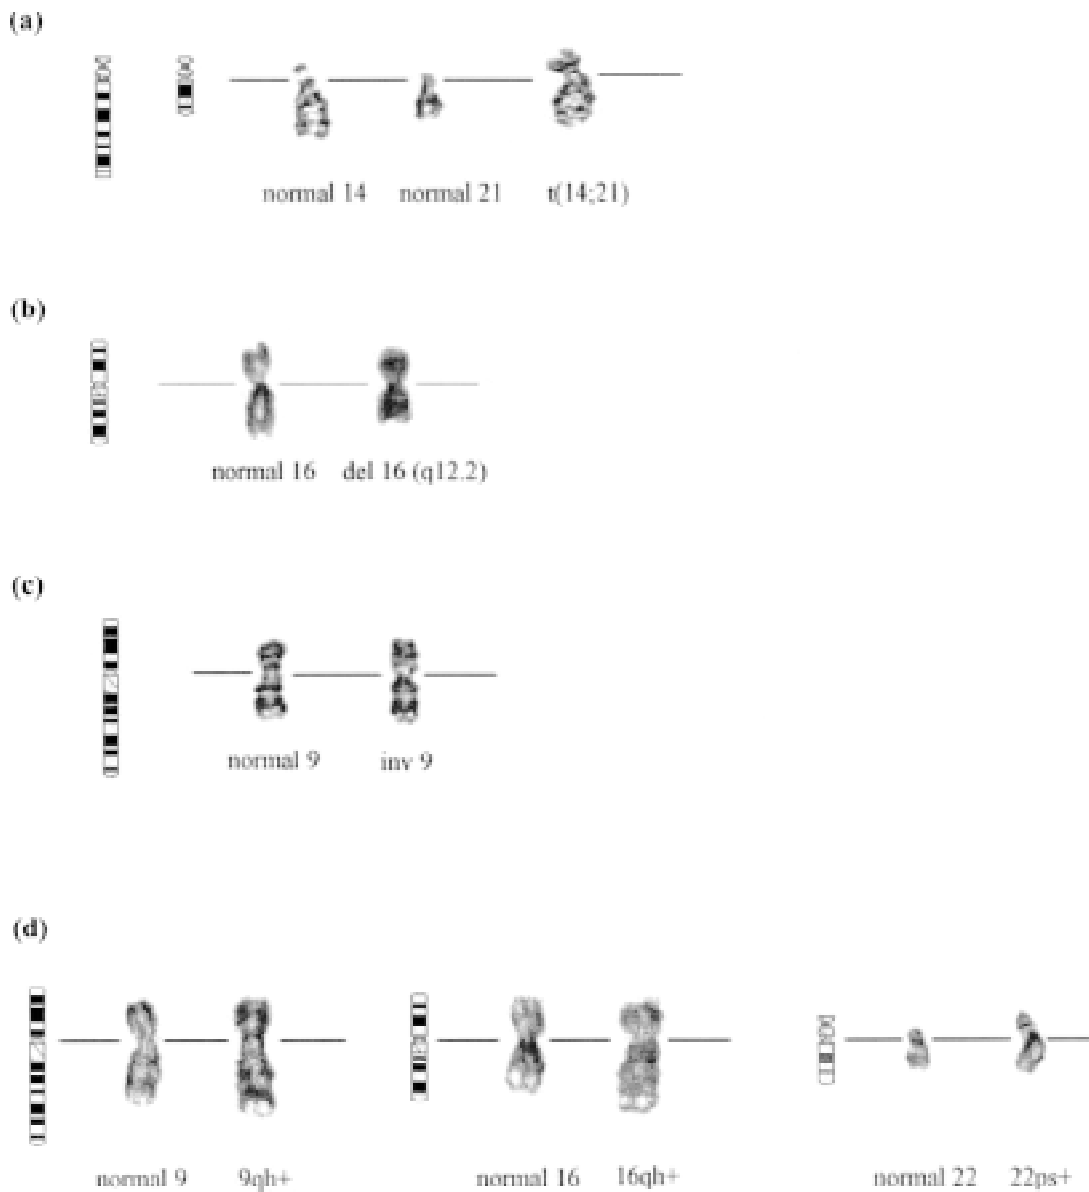 (a)
normal 14 normal 21 t(14;21)
(b)
normal 16 del 16 (q12.2)
(c)
normal 9 inv 9
(d)
normal 9 9qh+ normal 16 16qh+ normal 22 22ps+